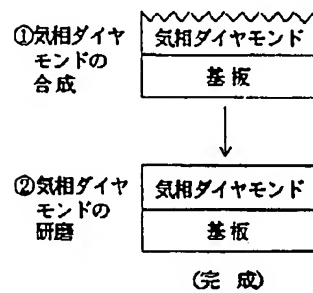 ①気相ダイヤ
モンドの
合成
気相ダイヤモンド
基板
②気相ダイヤ
モンドの
研磨
気相ダイヤモンド
基板
(完 成)